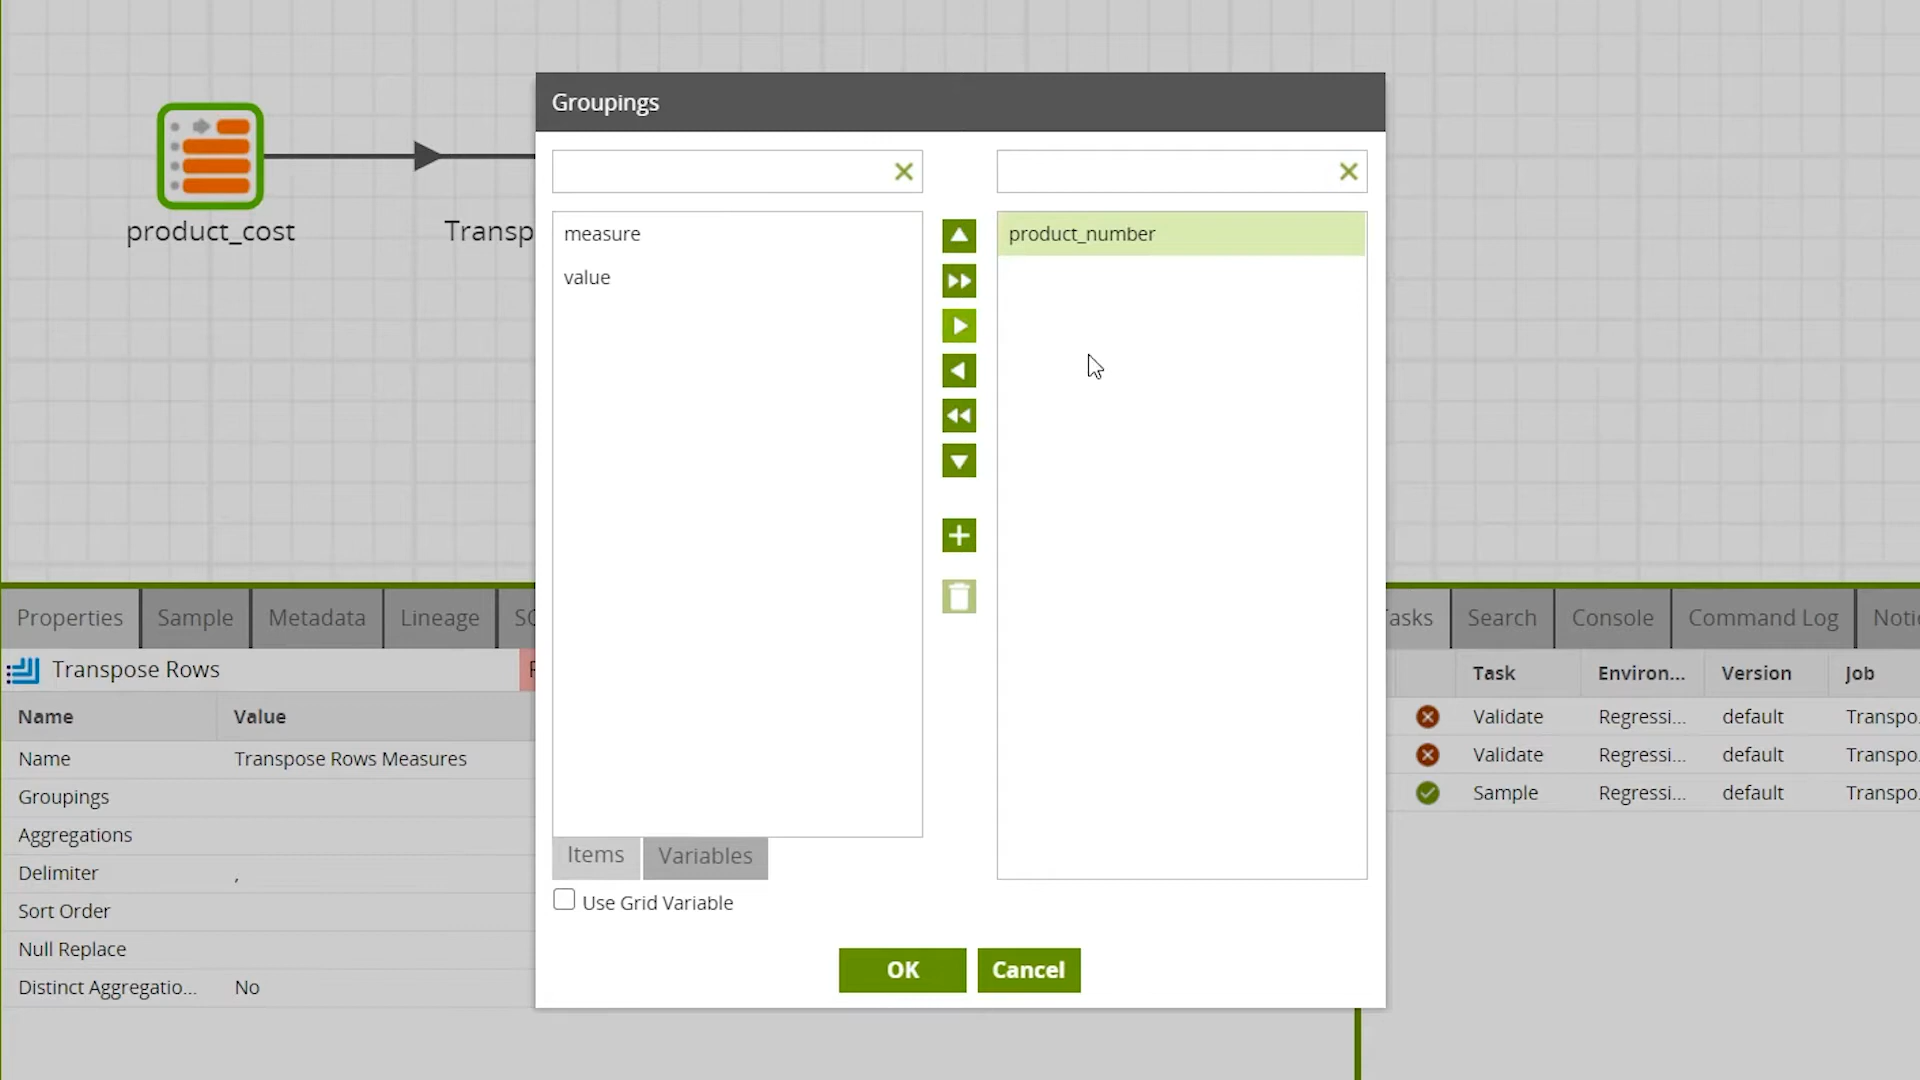 Groupings
product_cost
Transp
measure
value
product_number
Items
Variables
Use Grid Variable
OK
Cancel
Properties
Sample
Metadata
Lineage
Transpose Rows
Name Value
Name Transpose Rows Measures
Groupings
Aggregations
Delimiter ,
Sort Order
Null Replace
Distinct Aggregatio... No
asks
Search
Console
Command Log
Notic
Task Environ... Version Job
Validate Regressi... default Transpo.
Validate Regressi... default Transpo.
Sample Regressi... default Transpo.